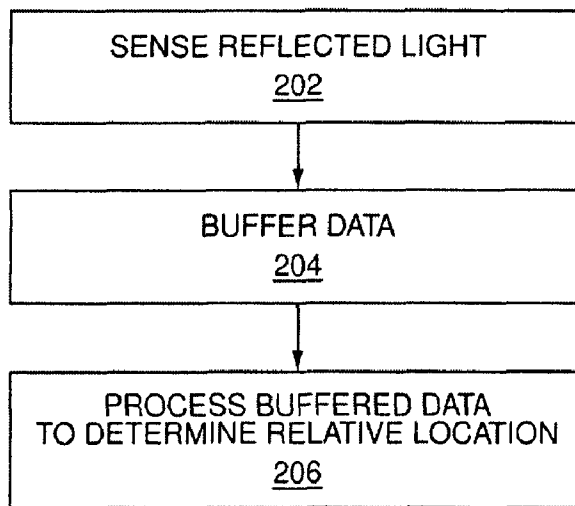 SENSE REFLECTED LIGHT
202
BUFFER DATA
204
PROCESS BUFFERED DATA
TO DETERMINE RELATIVE LOCATION
206